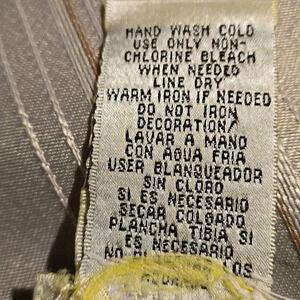 HAND WASH COLD
USE ONLY NON-
CHLORINE BLEACH
WHEN NEEDED
LINE DRY
WARM IRON IF NEEDED
DO NOT IRON
DECORATION/
LAVAR A MANO
CON AGUA FRIA
USER BLANQUEADOR
SIN CLORO
SI ES NECESARIO
SECAR COLGADO
PLANCHA TIBIA SI
ES NECESARIO
NO LOS